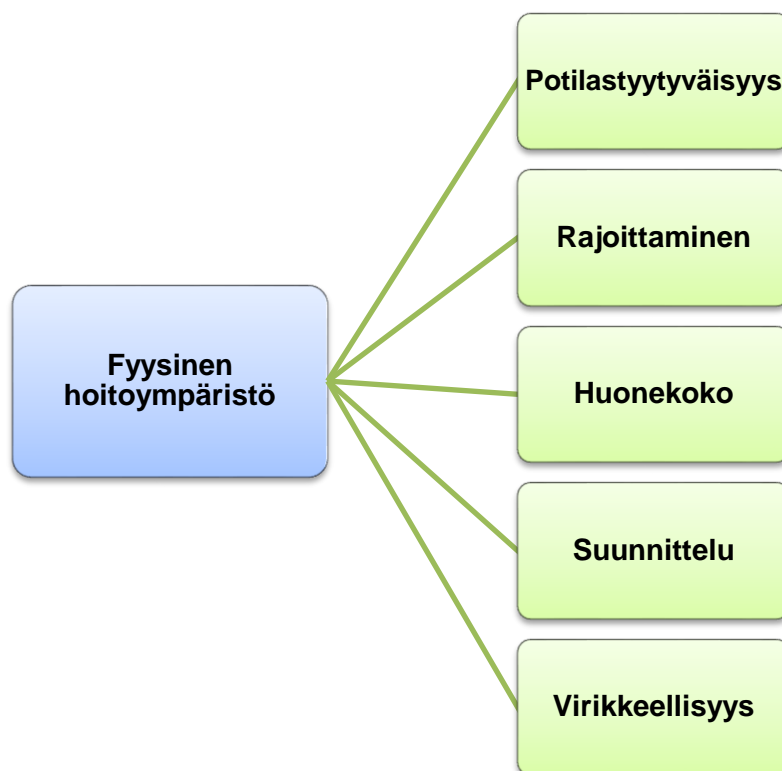 Potilastyytyväisyys
Rajoittaminen
Fyysinen
hoitoympäristö
Huonekoko
Suunnittelu
Virikkeellisyys